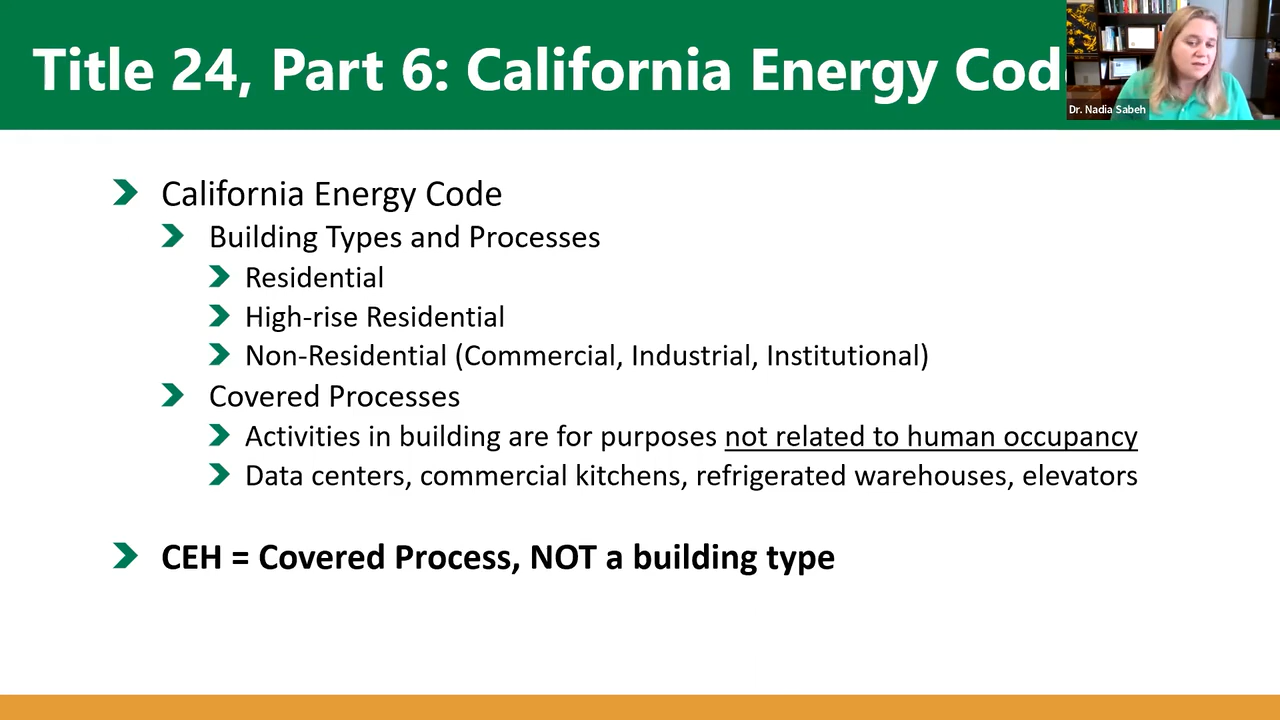 Title 24, Part 6: California Energy Cod
Dr. Nadia Sabeh
California Energy Code
Building Types and Processes
Residential
High-rise Residential
Non-Residential (Commercial, Industrial, Institutional)
Covered Processes
Activities in building are for purposes not related to human occupancy
Data centers, commercial kitchens, refrigerated warehouses, elevators
CEH = Covered Process, NOT a building type